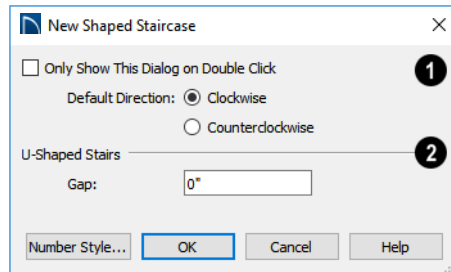 New Shaped Staircase
Only Show This Dialog on Double Click
1
Default Direction: Clockwise
Counterclockwise
U-Shaped Stairs
2
Gap: 0"
Number Style... OK Cancel Help